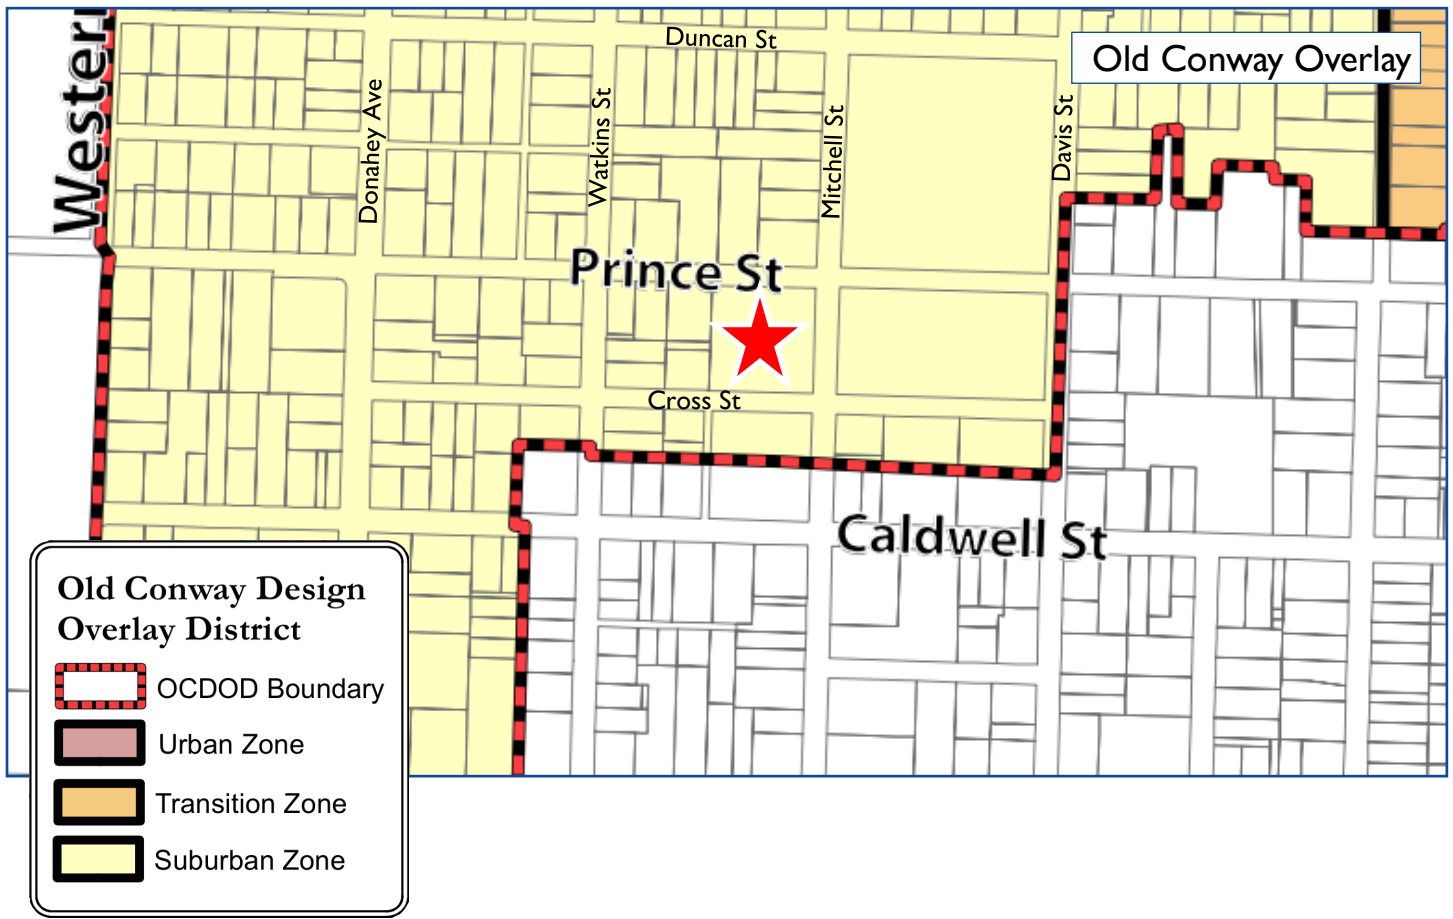 Duncan St
Old Conway Overlay
Western
Donahey Ave
Watkins St
Mitchell St
Davis St
Prince St
Cross St
Caldwell St
Old Conway Design
Overlay District
OCDOD Boundary
Urban Zone
Transition Zone
Suburban Zone